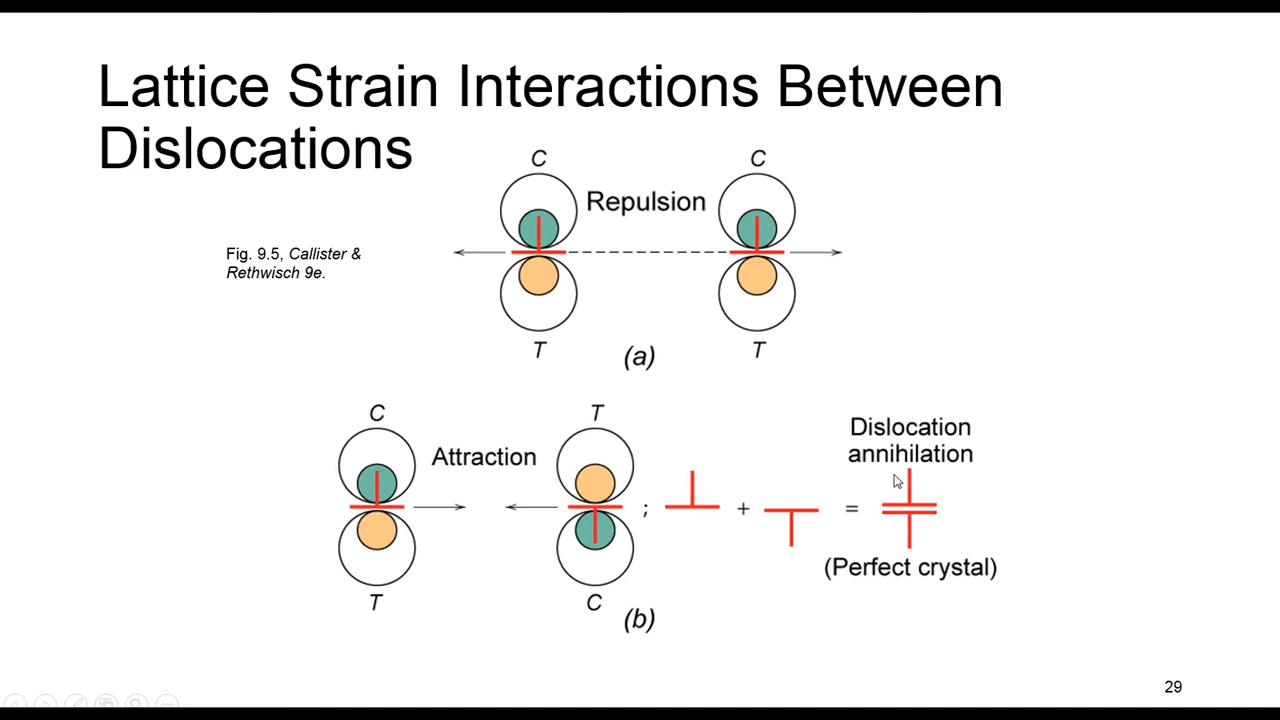 Lattice Strain Interactions Between
Dislocations
C
C
Repulsion
Fig. 9.5, Callister &
Rethwisch 9e.
T
T
(a)
C
T
Attraction
Dislocation
annihilation
;
+
=
(Perfect crystal)
T
C
(b)
29